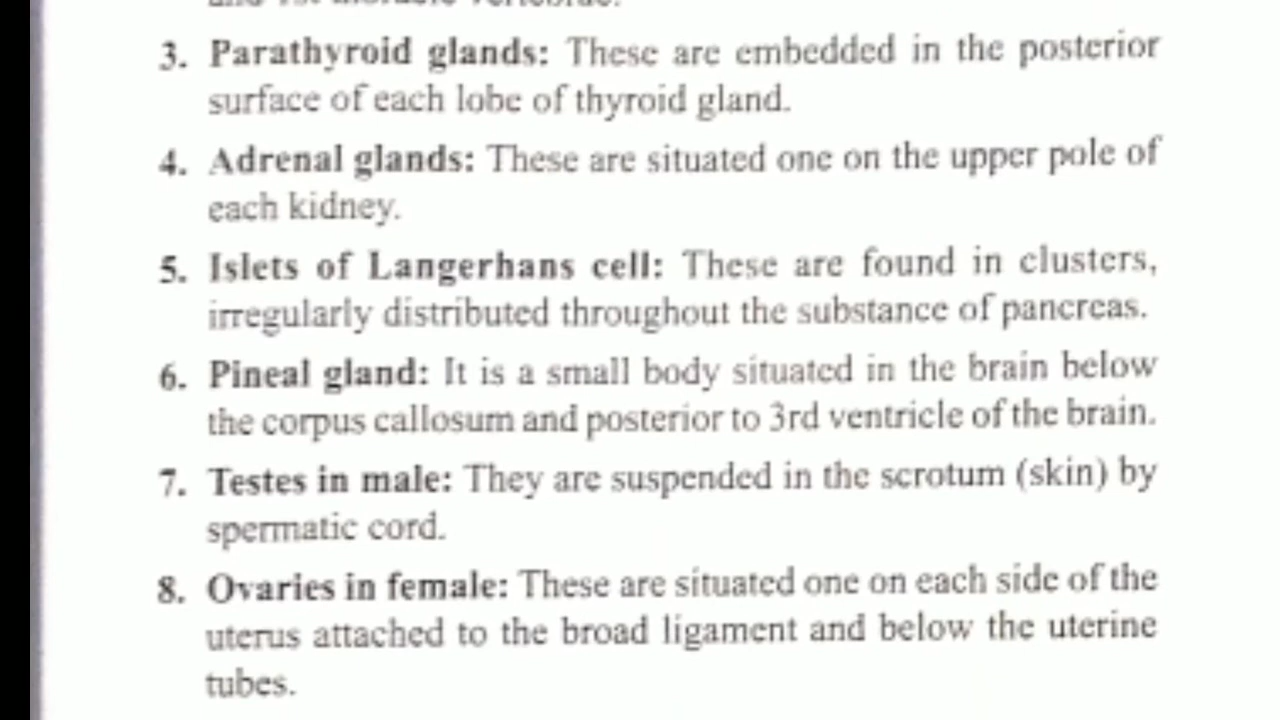 3. Parathyroid glands: These are embedded in the posterior
surface of each lobe of thyroid gland.
4. Adrenal glands: These are situated one on the upper pole of
each kidney.
5. Islets of Langerhans cell: These are found in clusters,
irregularly distributed throughout the substance of pancreas.
6. Pineal gland: It is a small body situated in the brain below
the corpus callosum and posterior to 3rd ventricle of the brain.
7. Testes in male: They are suspended in the scrotum (skin) by
spermatic cord.
8. Ovaries in female: These are situated one on each side of the
uterus attached to the broad ligament and below the uterine
tubes.